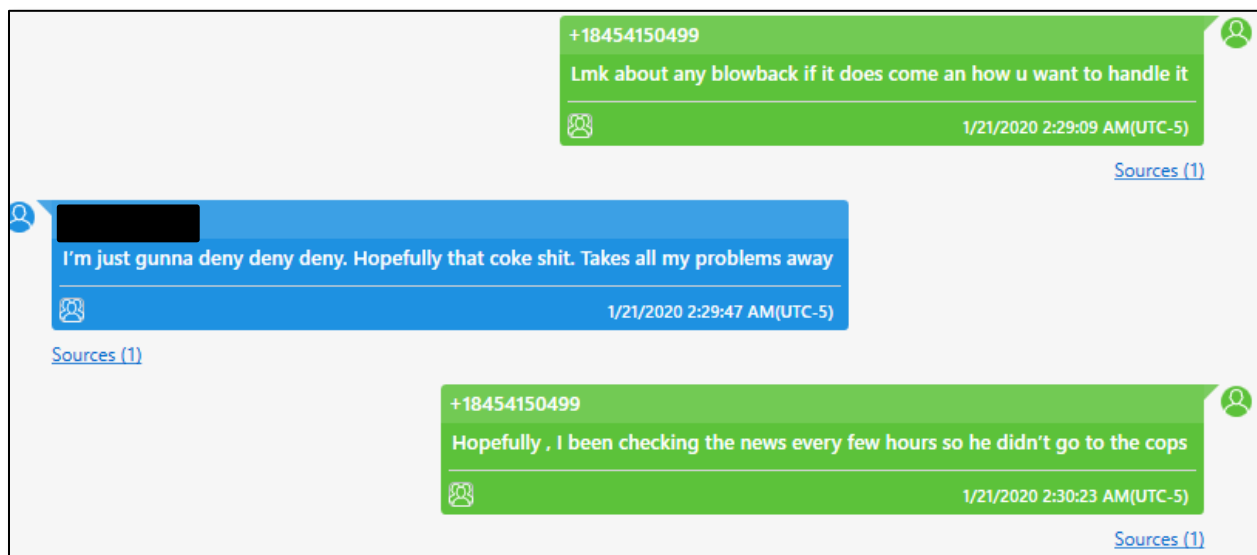 +18454150499
Lmk about any blowback if it does come an how u want to handle it
1/21/2020 2:29:09 AM(UTC-5)
Sources (1)
I'm just gunna deny deny deny. Hopefully that coke shit. Takes all my problems away
1/21/2020 2:29:47 AM(UTC-5)
Sources (1)
+18454150499
Hopefully , I been checking the news every few hours so he didn't go to the cops
1/21/2020 2:30:23 AM(UTC-5)
Sources (1)